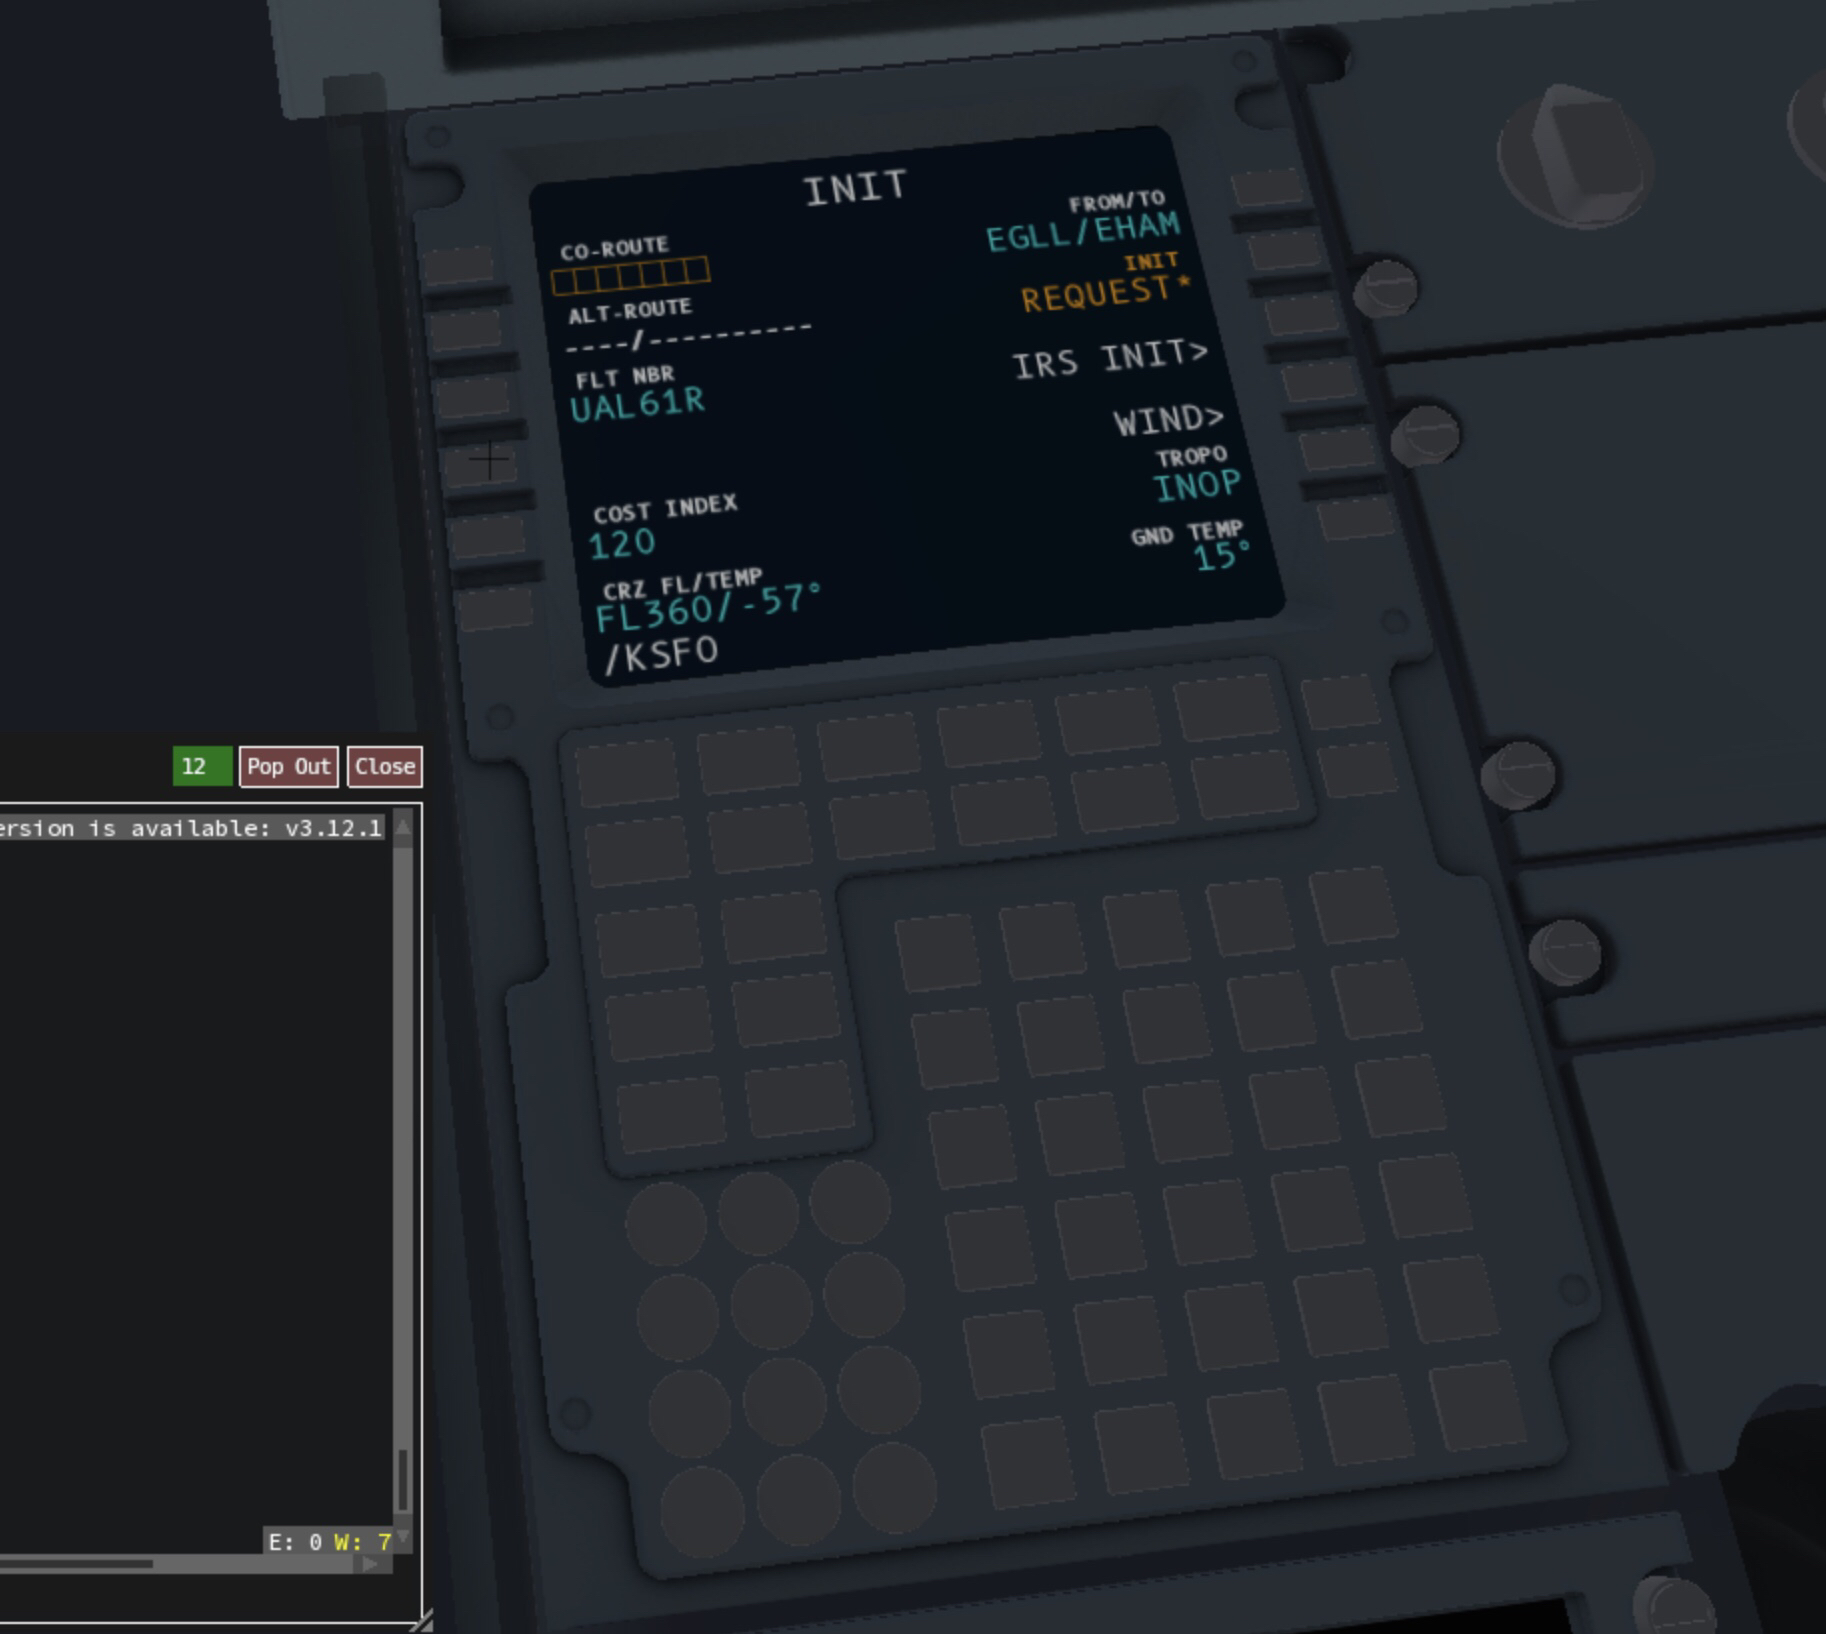 INIT
FROM/TO
CO-ROUTE EGLL/EHAM
INIT
ALT-ROUTE REQUEST*
----/----------
FLT NBR IRS INIT>
UAL61R
WIND>
TROPO
COST INDEX INOP
120
GND TEMP
CRZ FL/TEMP 15°
FL360/-57°
/KSFO
12 Pop Out Close
ersion is available: v3.12.1
E: 0 W: 7